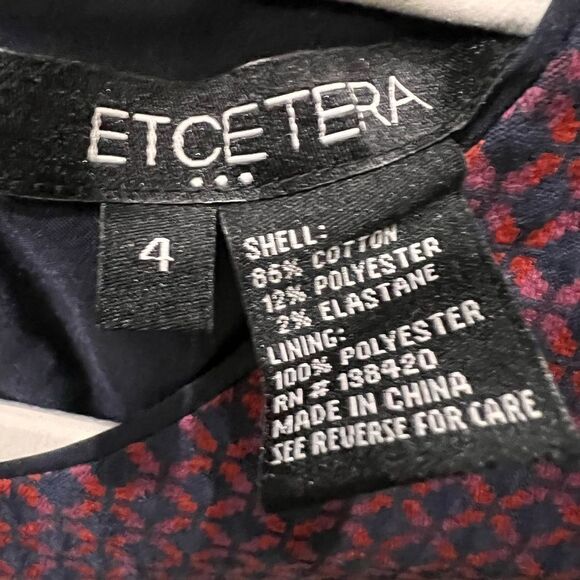 ETCETERA
...
4
SHELL:
86% COTTON
12% POLYESTER
2% ELASTANE
LINING:
100% POLYESTER
RN # 138420
MADE IN CHINA
SEE REVERSE FOR CARE